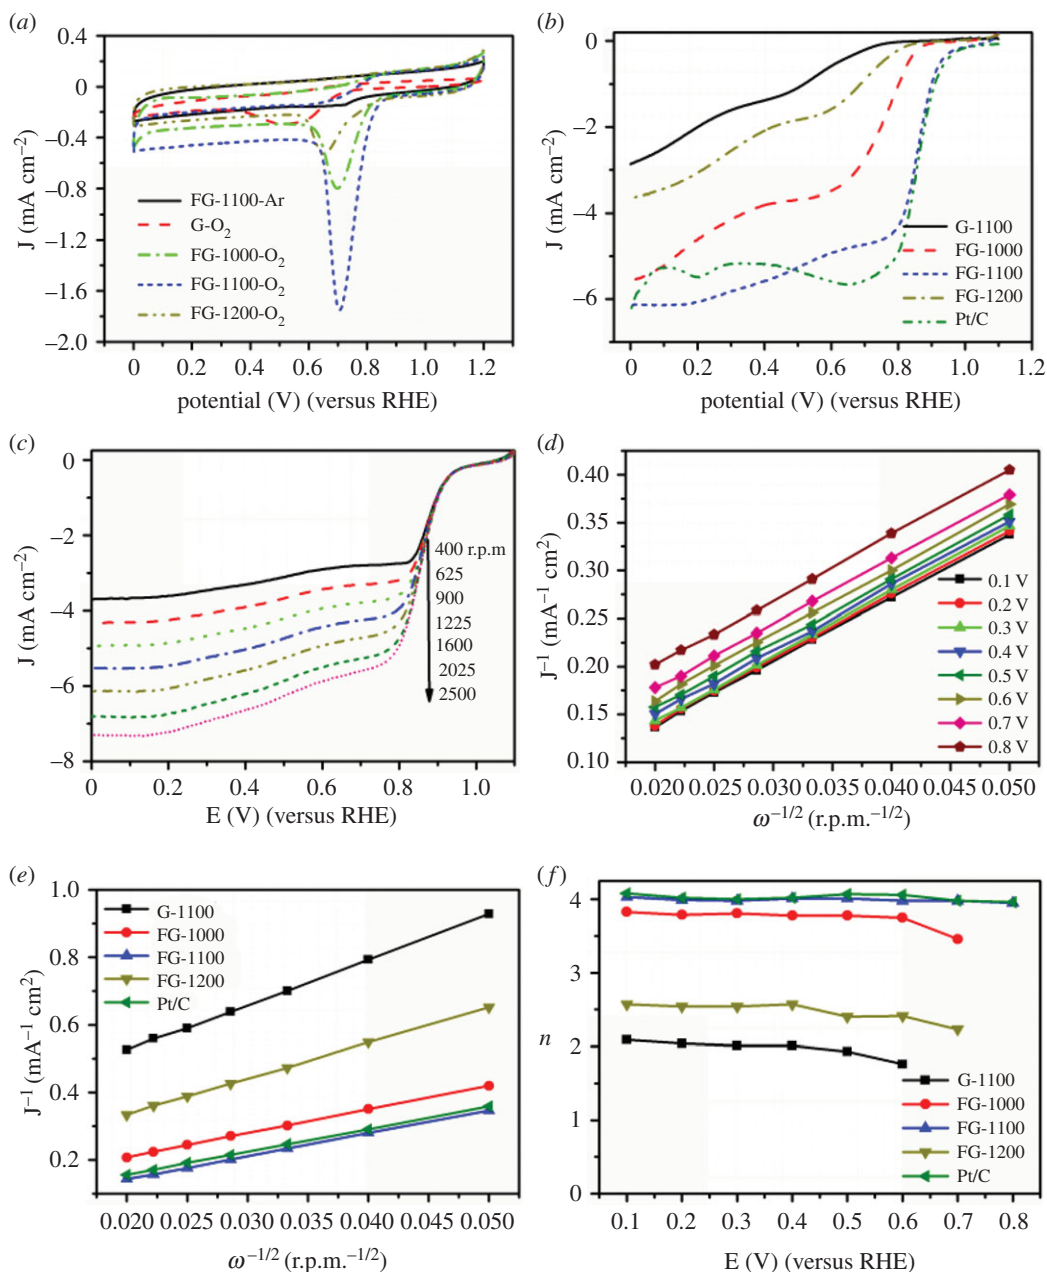 (a)
0.4
0
−0.4
−0.8
−1.2
−1.6
−2.0
J (mA cm−2)
FG-1100-Ar
G-O2
FG-1000-O2
FG-1100-O2
FG-1200-O2
0 0.2 0.4 0.6 0.8 1.0 1.2
potential (V) (versus RHE)
(b)
0
−2
−4
−6
J (mA cm−2)
G-1100
FG-1000
FG-1100
FG-1200
Pt/C
0 0.2 0.4 0.6 0.8 1.0 1.2
potential (V) (versus RHE)
(c)
0
−2
−4
−6
−8
J (mA cm−2)
400 r.p.m
625
900
1225
1600
2025
2500
0 0.2 0.4 0.6 0.8 1.0
E (V) (versus RHE)
(d)
0.40
0.35
0.30
0.25
0.20
0.15
0.10
J−1 (mA−1 cm2)
0.1 V
0.2 V
0.3 V
0.4 V
0.5 V
0.6 V
0.7 V
0.8 V
0.020 0.025 0.030 0.035 0.040 0.045 0.050
ω−1/2 (r.p.m.−1/2)
(e)
1.0
0.8
0.6
0.4
0.2
J−1 (mA−1 cm2)
G-1100
FG-1000
FG-1100
FG-1200
Pt/C
0.020 0.025 0.030 0.035 0.040 0.045 0.050
ω−1/2 (r.p.m.−1/2)
(f)
4
2
0
n
G-1100
FG-1000
FG-1100
FG-1200
Pt/C
0.1 0.2 0.3 0.4 0.5 0.6 0.7 0.8
E (V) (versus RHE)